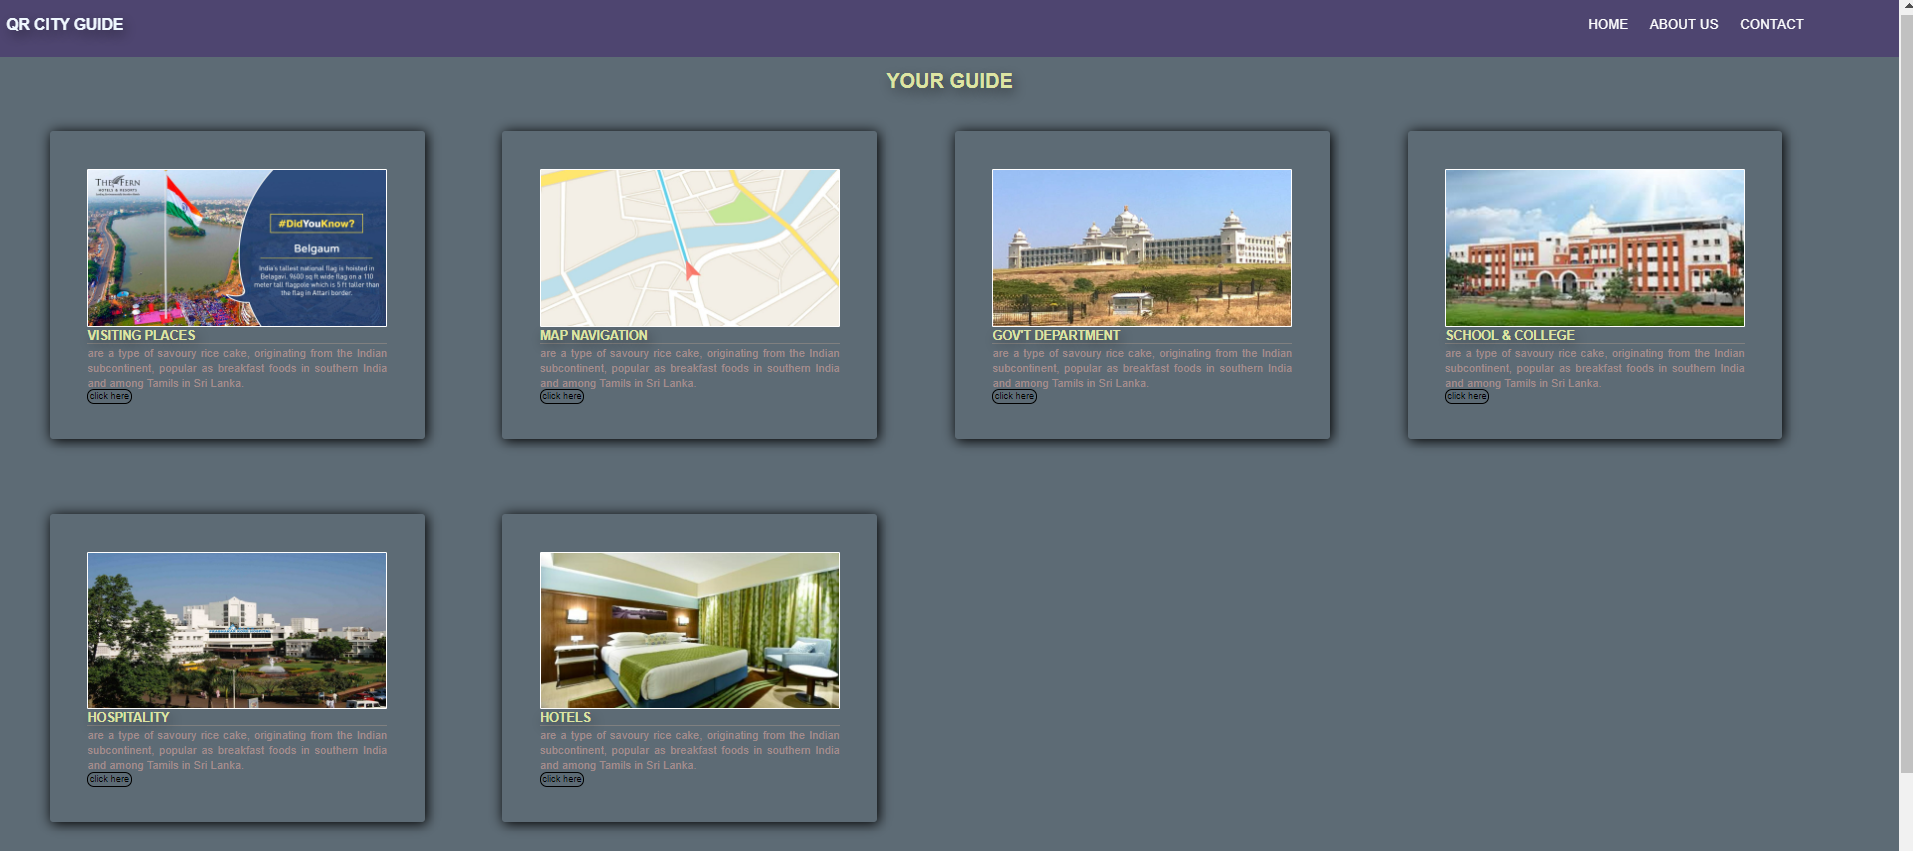 QR CITY GUIDE
HOME ABOUT US CONTACT
YOUR GUIDE
THE FERN
HOTELS & RESORTS
#DidYouKnow?
Belgaum
India's tallest national flag is hoisted in
Belagavi. 9600 sq ft wide flag on a 110
meter tall flagpole which is 5 ft taller than
the flag in Attari border.
VISITING PLACES
are a type of savoury rice cake, originating from the Indian
subcontinent, popular as breakfast foods in southern India
and among Tamils in Sri Lanka.
click here
MAP NAVIGATION
are a type of savoury rice cake, originating from the Indian
subcontinent, popular as breakfast foods in southern India
and among Tamils in Sri Lanka.
click here
GOV'T DEPARTMENT
are a type of savoury rice cake, originating from the Indian
subcontinent, popular as breakfast foods in southern India
and among Tamils in Sri Lanka.
click here
SCHOOL & COLLEGE
are a type of savoury rice cake, originating from the Indian
subcontinent, popular as breakfast foods in southern India
and among Tamils in Sri Lanka.
click here
HOSPITALITY
are a type of savoury rice cake, originating from the Indian
subcontinent, popular as breakfast foods in southern India
and among Tamils in Sri Lanka.
click here
HOTELS
are a type of savoury rice cake, originating from the Indian
subcontinent, popular as breakfast foods in southern India
and among Tamils in Sri Lanka.
click here